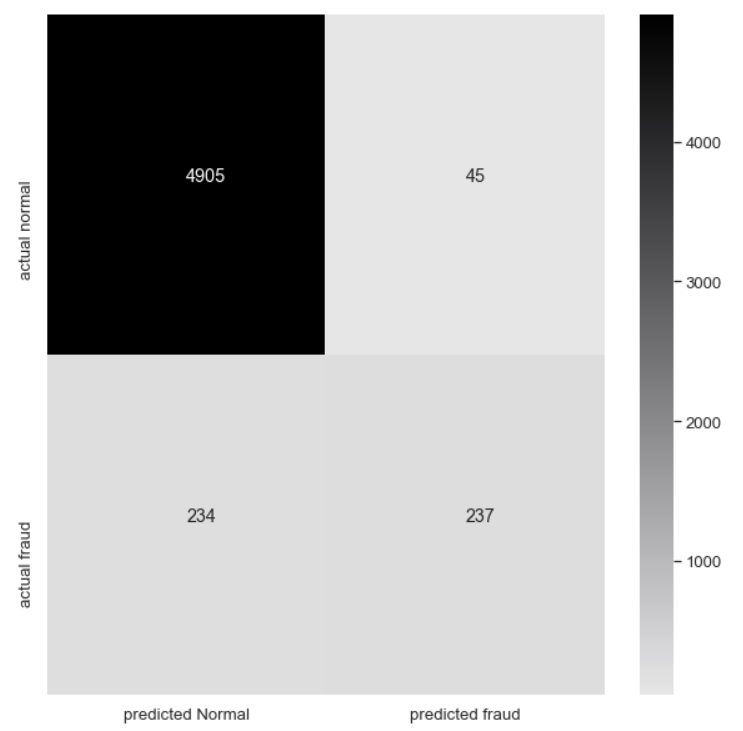 4905
45
234
237
actual normal
actual fraud
predicted Normal
predicted fraud
4000
3000
2000
1000